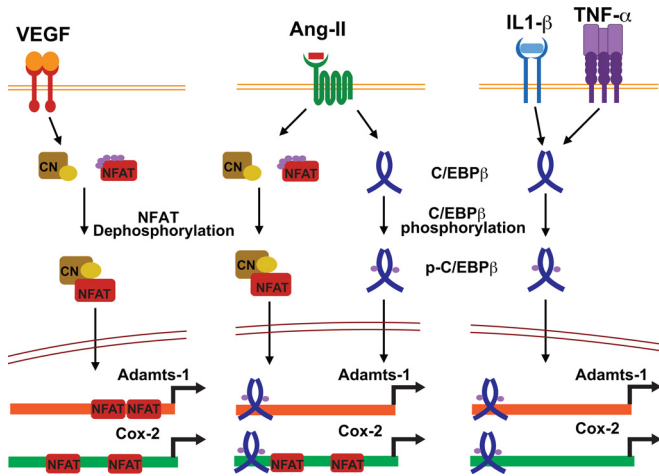 VEGF
Ang-II
IL1-β
TNF-α
CN
NFAT
CN
NFAT
C/EBPβ
NFAT
Dephosphorylation
C/EBPβ
phosphorylation
CN
NFAT
CN
NFAT
p-C/EBPβ
Adamts-1
Adamts-1
Adamts-1
NFAT NFAT
Cox-2
Cox-2
Cox-2
NFAT NFAT
NFAT NFAT